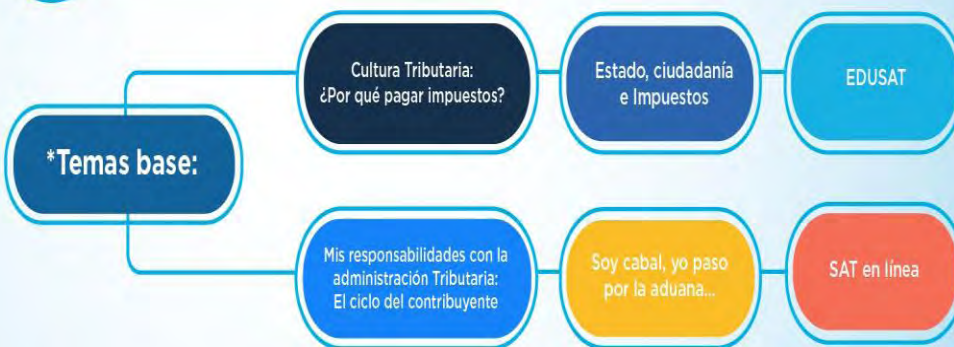 *Temas base:
Cultura Tributaria:
¿Por qué pagar impuestos?
Estado, ciudadanía
e Impuestos
EDUSAT
Mis responsabilidades con la
administración Tributaria:
El ciclo del contribuyente
Soy cabal, yo paso
por la aduana...
SAT en línea